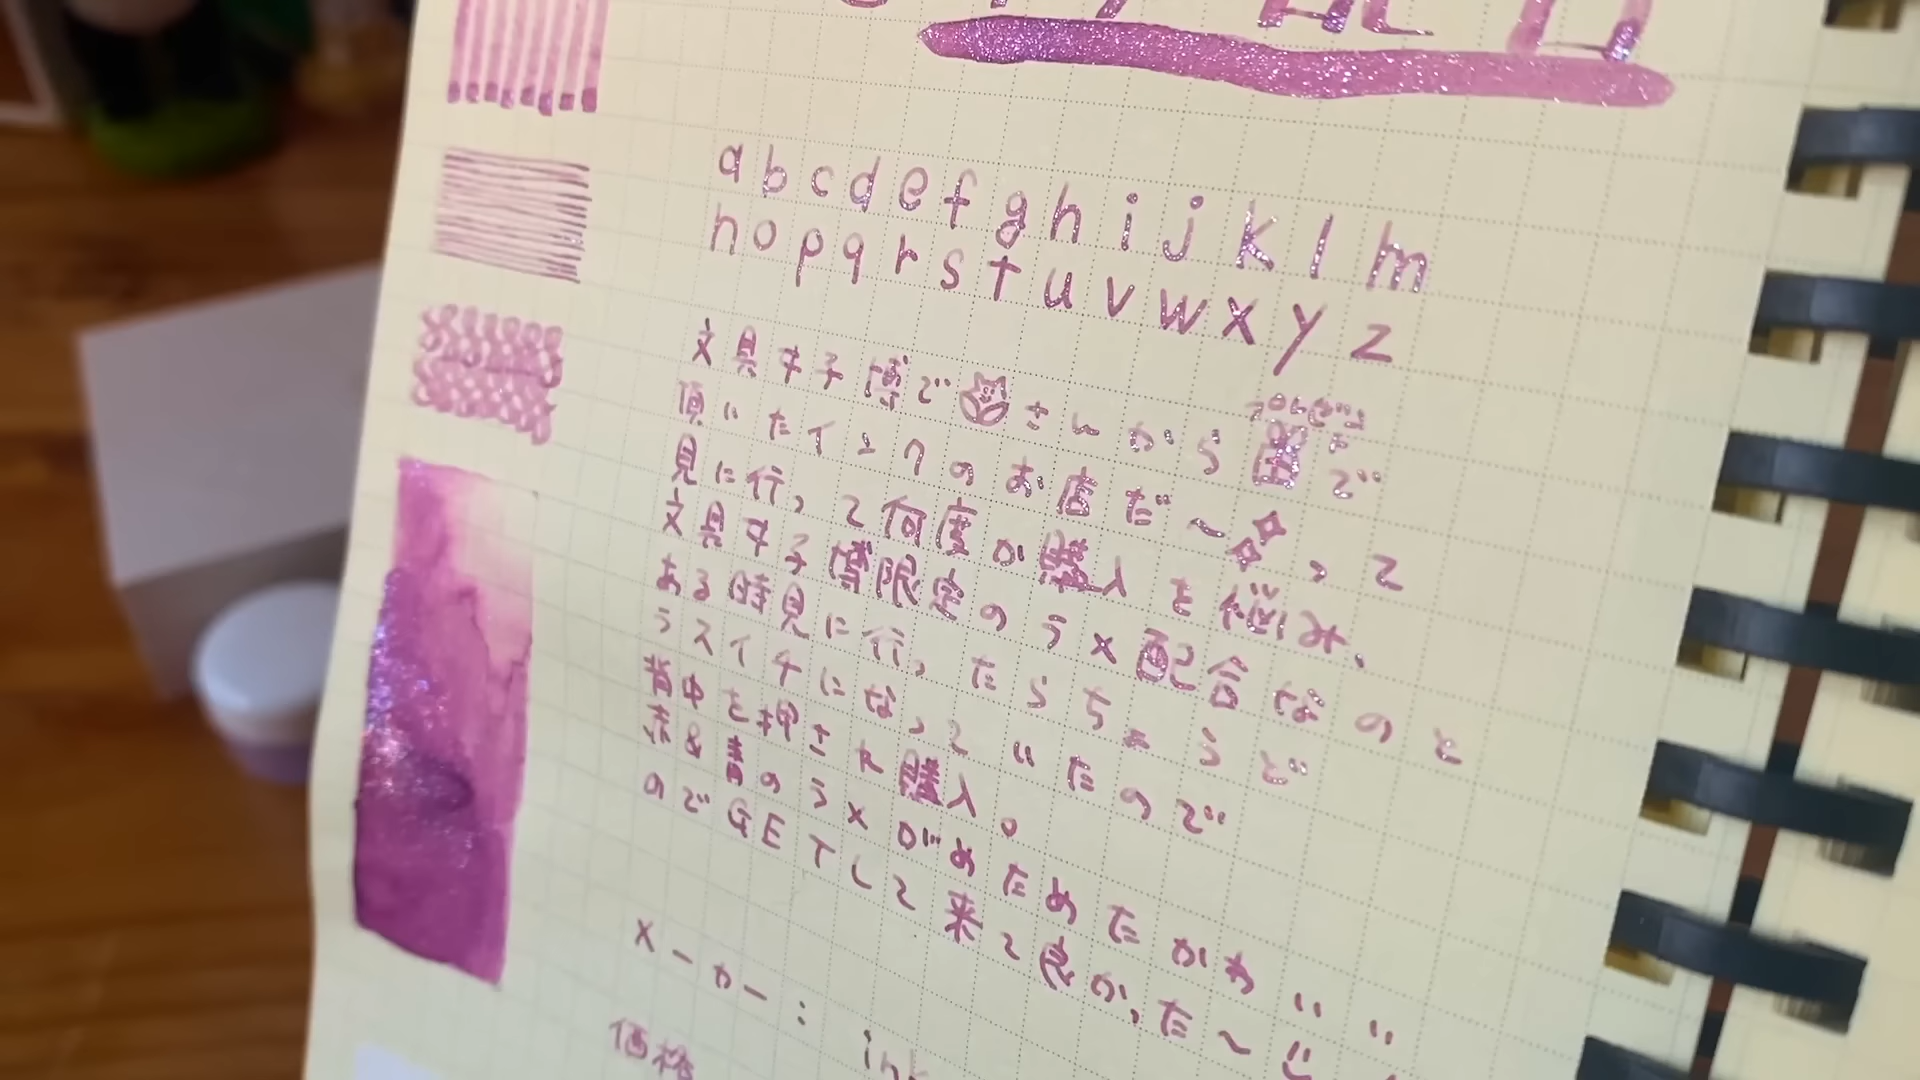 a b c d e f g h i j k l m
n o p q r s t u v w x y z
文具女子博で さんから で
頂いたインクのお店だ〜って
見に行って何度か購入を悩み、
文具女子博限定のラメ配合なのと
ある時見に行ったらちょうど
ラスイチになっていたので
背中を押され購入。
赤&青のラメがめためたかわいい
のでGETして来て良かった〜
メーカー: ink
価格